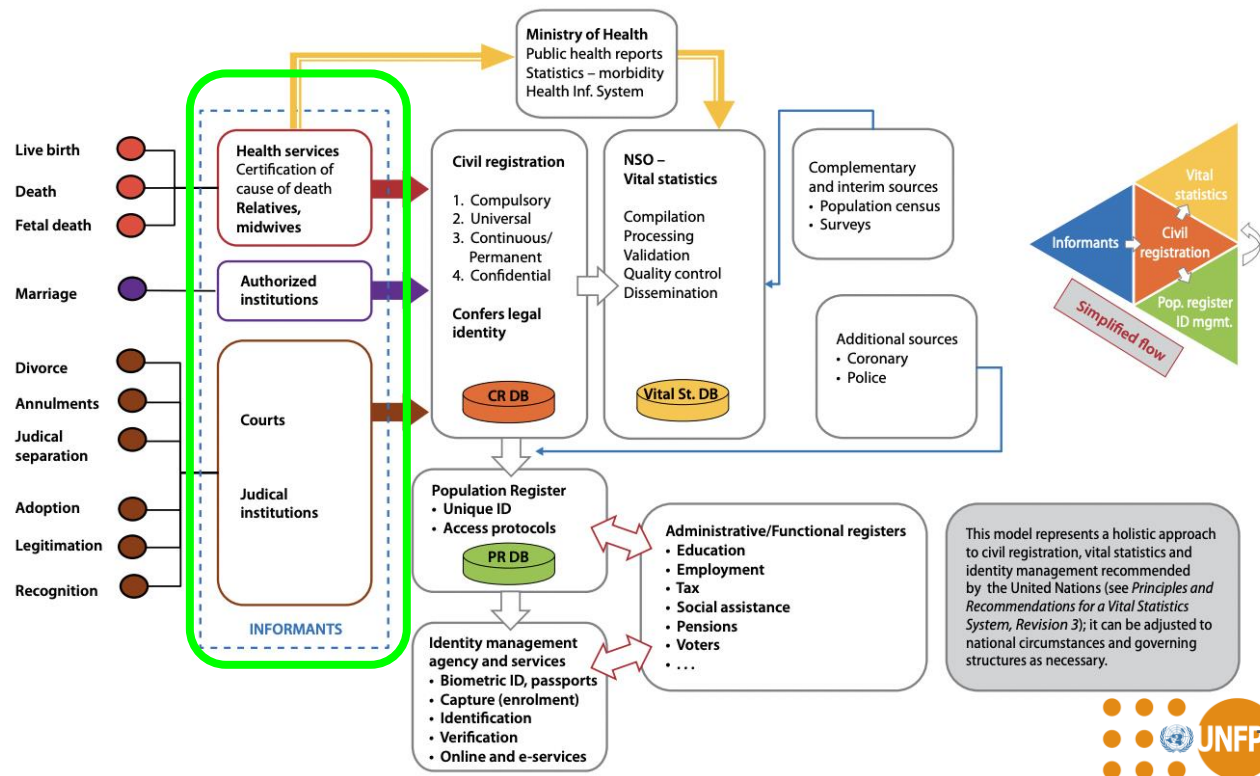 Ministry of Health
Public health reports
Statistics – morbidity
Health Inf. System
Live birth
Death
Fetal death
Marriage
Divorce
Annulments
Judical
separation
Adoption
Legitimation
Recognition
Health services
Certification of
cause of death
Relatives,
midwives
Authorized
institutions
Courts
Judical
institutions
INFORMANTS
Civil registration
1. Compulsory
2. Universal
3. Continuous/
Permanent
4. Confidential
Confers legal
identity
CR DB
NSO –
Vital statistics
Compilation
Processing
Validation
Quality control
Dissemination
Vital St. DB
Complementary
and interim sources
• Population census
• Surveys
Additional sources
• Coronary
• Police
Population Register
• Unique ID
• Access protocols
PR DB
Administrative/Functional registers
• Education
• Employment
• Tax
• Social assistance
• Pensions
• Voters
• . . .
Identity management
agency and services
• Biometric ID, passports
• Capture (enrolment)
• Identification
• Verification
• Online and e-services
Vital
statistics
Informants
Civil
registration
Pop. register
ID mgmt.
Simplified flow
This model represents a holistic approach
to civil registration, vital statistics and
identity management recommended
by the United Nations (see Principles and
Recommendations for a Vital Statistics
System, Revision 3); it can be adjusted to
national circumstances and governing
structures as necessary.
UNFP